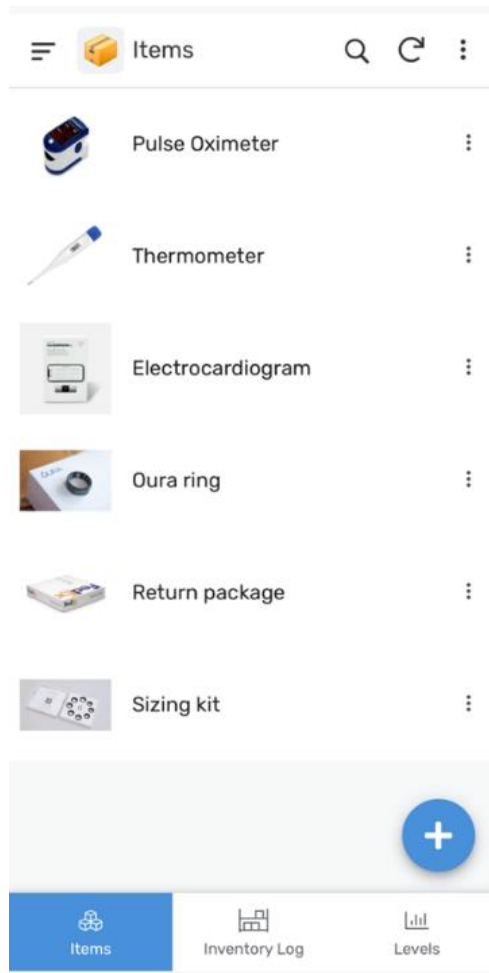 Items
Pulse Oximeter
Thermometer
Electrocardiogram
Oura ring
Return package
Sizing kit
Items
Inventory Log
Levels